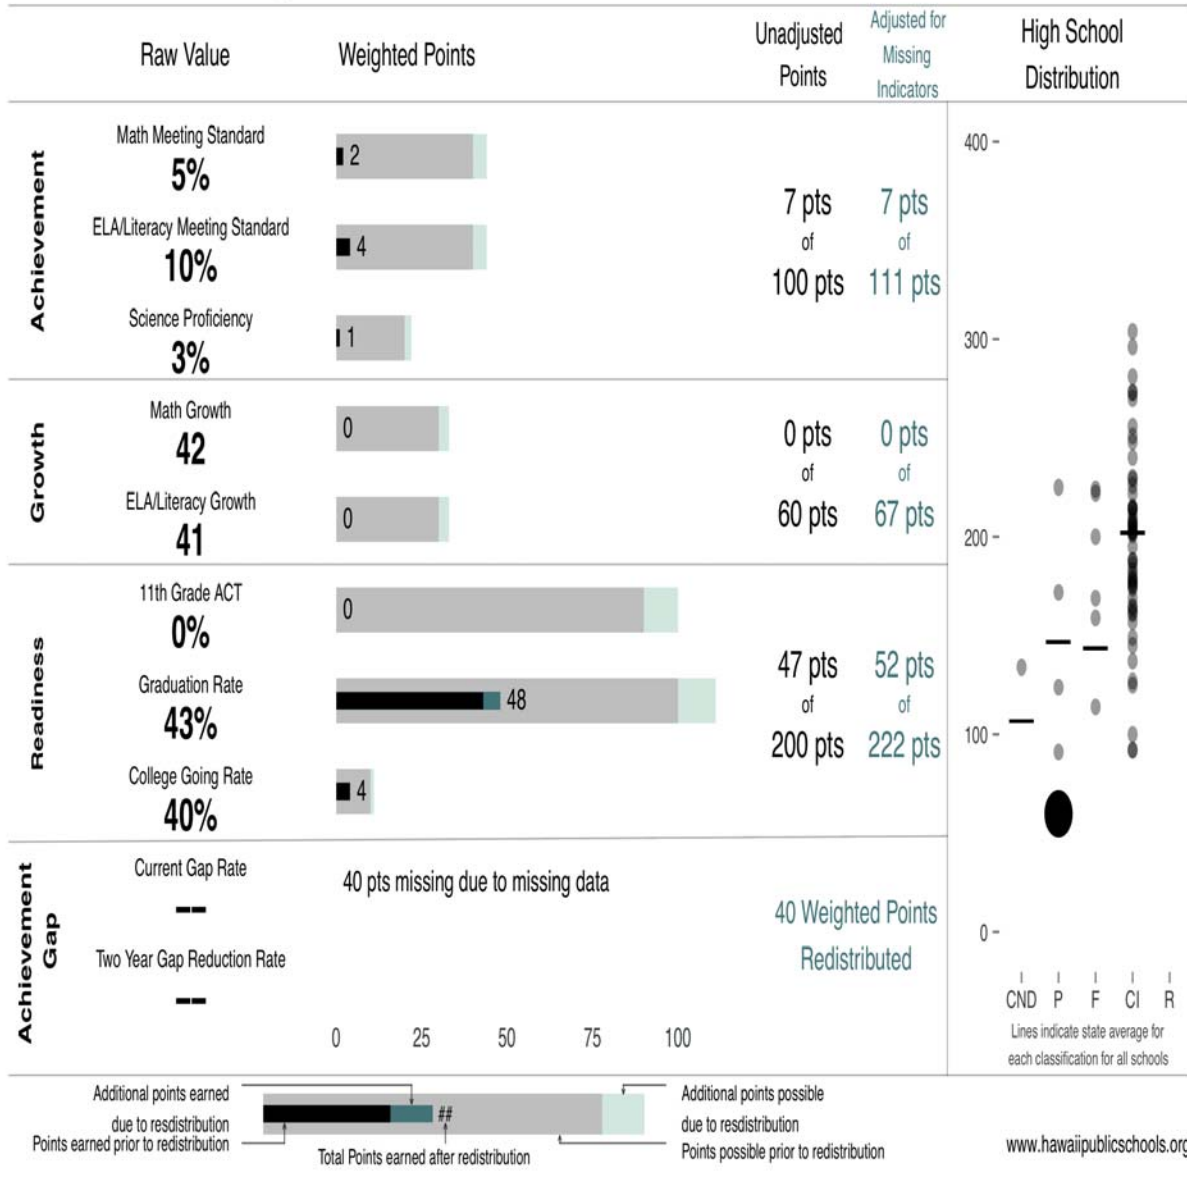 Raw Value
Weighted Points
Unadjusted
Points
Adjusted for
Missing
Indicators
High School
Distribution
Achievement
Math Meeting Standard
5%
2
ELA/Literacy Meeting Standard
10%
4
Science Proficiency
3%
1
7 pts
of
100 pts
7 pts
of
111 pts
Growth
Math Growth
42
0
ELA/Literacy Growth
41
0
0 pts
of
60 pts
0 pts
of
67 pts
Readiness
11th Grade ACT
0%
0
Graduation Rate
43%
48
College Going Rate
40%
4
47 pts
of
200 pts
52 pts
of
222 pts
Achievement
Gap
Current Gap Rate
--
Two Year Gap Reduction Rate
--
40 pts missing due to missing data
40 Weighted Points
Redistributed
0 25 50 75 100
400
300
200
100
0
CND P F CI R
Lines indicate state average for
each classification for all schools
Additional points earned
due to resdistribution
Points earned prior to redistribution
##
Total Points earned after redistribution
Additional points possible
due to resdistribution
Points possible prior to redistribution
www.hawaiipublicschools.org